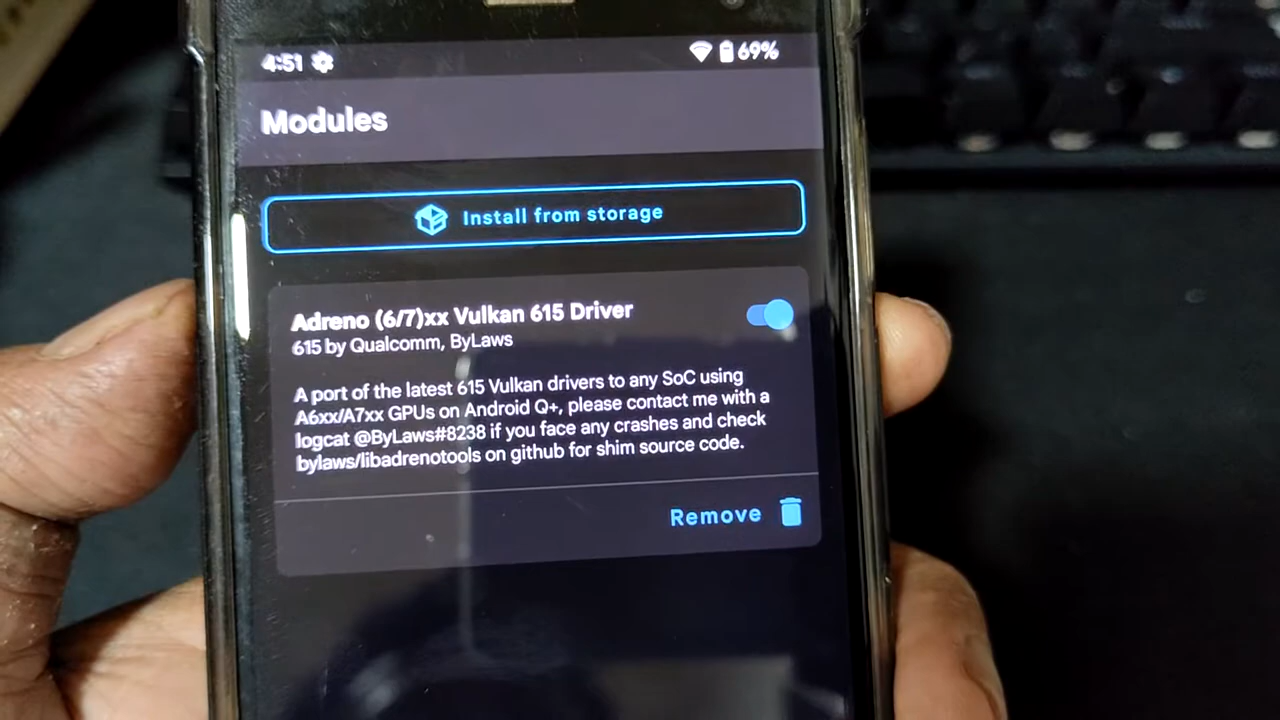 4:51 69%
Modules
Install from storage
Adreno (6/7)xx Vulkan 615 Driver
615 by Qualcomm, ByLaws
A port of the latest 615 Vulkan drivers to any SoC using
A6xx/A7xx GPUs on Android Q+, please contact me with a
logcat @ByLaws#8238 if you face any crashes and check
bylaws/libadrenotools on github for shim source code.
Remove